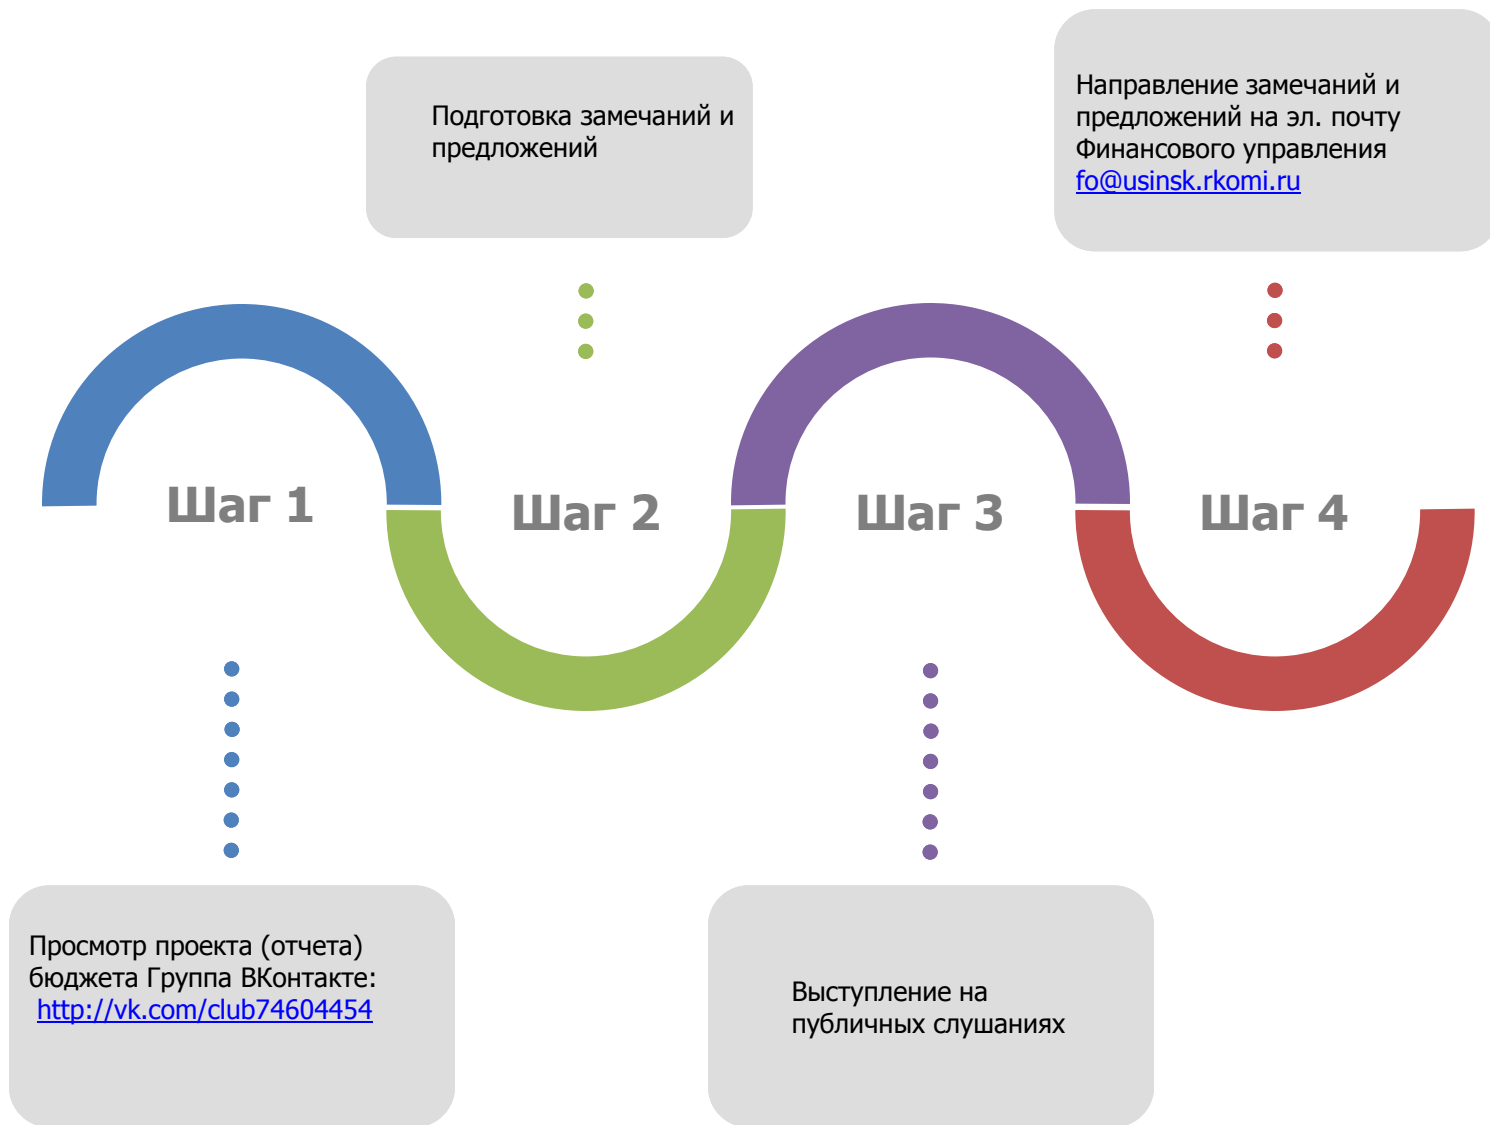 Подготовка замечаний и
предложений
Направление замечаний и
предложений на эл. почту
Финансового управления
fo@usinsk.rkomi.ru
Шаг 1
Шаг 2
Шаг 3
Шаг 4
Просмотр проекта (отчета)
бюджета Группа ВКонтакте:
http://vk.com/club74604454
Выступление на
публичных слушаниях